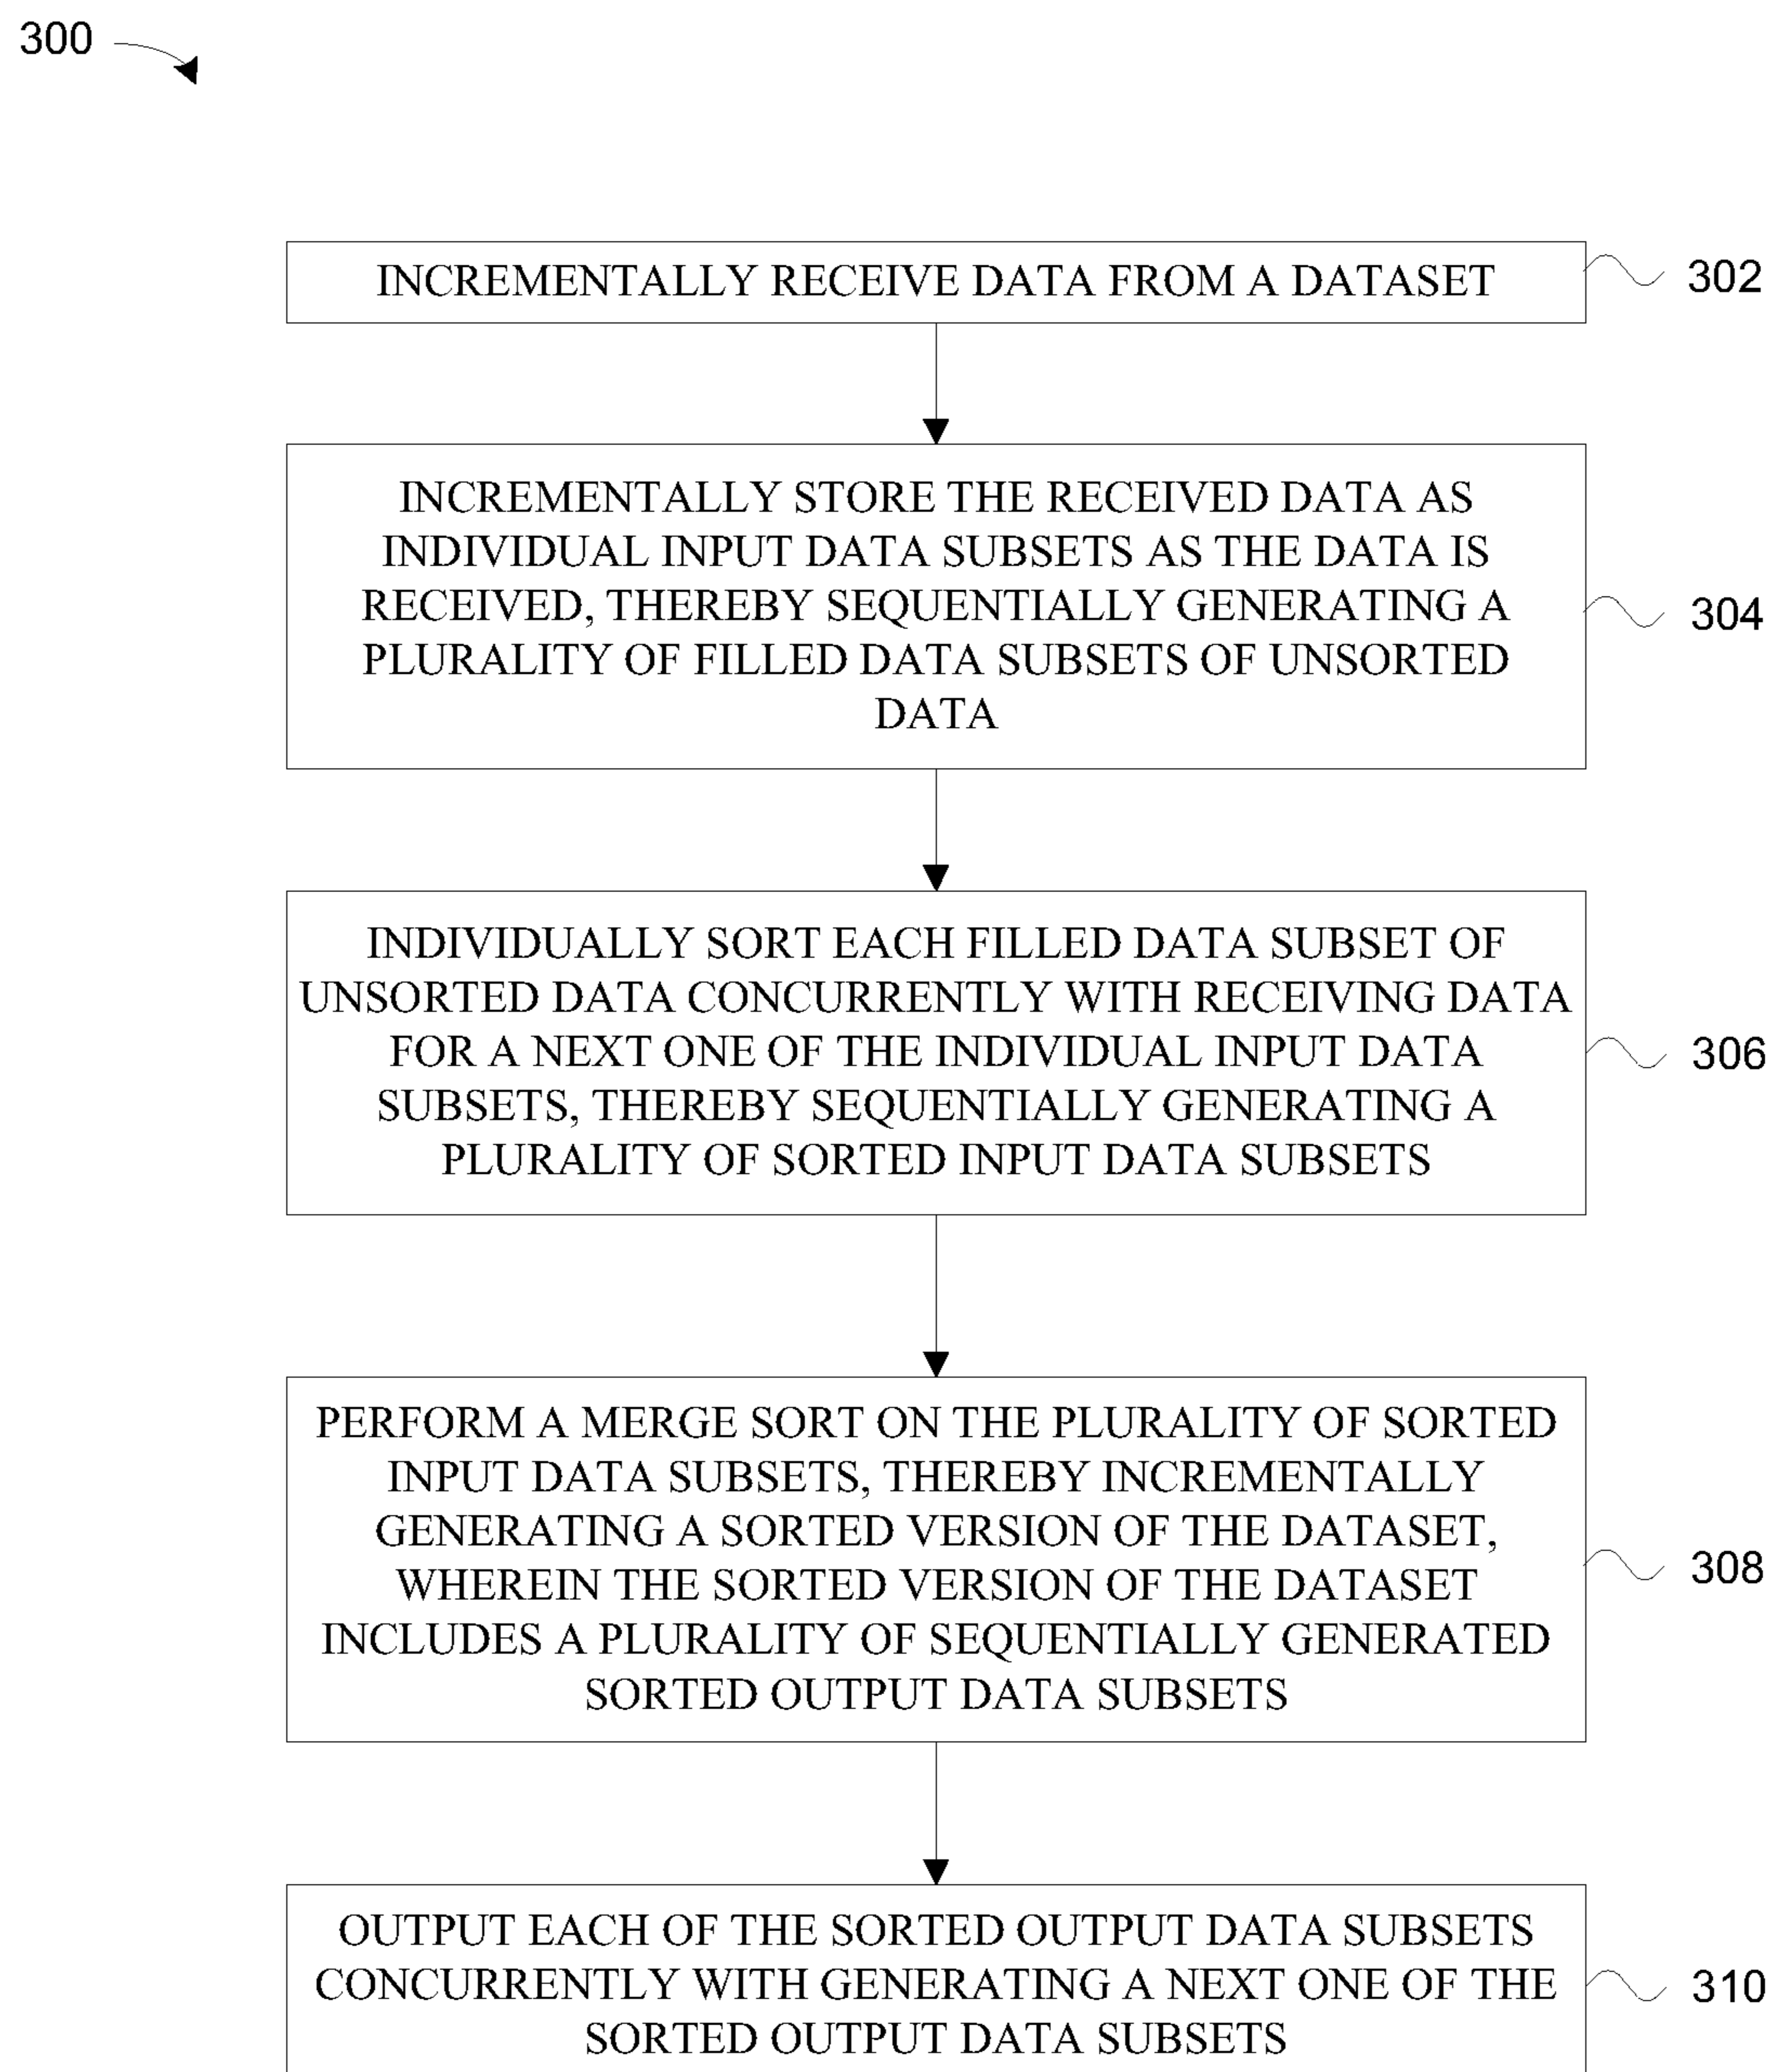 300
INCREMENTALLY RECEIVE DATA FROM A DATASET
302
INCREMENTALLY STORE THE RECEIVED DATA AS
INDIVIDUAL INPUT DATA SUBSETS AS THE DATA IS
RECEIVED, THEREBY SEQUENTIALLY GENERATING A
PLURALITY OF FILLED DATA SUBSETS OF UNSORTED
DATA
304
INDIVIDUALLY SORT EACH FILLED DATA SUBSET OF
UNSORTED DATA CONCURRENTLY WITH RECEIVING DATA
FOR A NEXT ONE OF THE INDIVIDUAL INPUT DATA
SUBSETS, THEREBY SEQUENTIALLY GENERATING A
PLURALITY OF SORTED INPUT DATA SUBSETS
306
PERFORM A MERGE SORT ON THE PLURALITY OF SORTED
INPUT DATA SUBSETS, THEREBY INCREMENTALLY
GENERATING A SORTED VERSION OF THE DATASET,
WHEREIN THE SORTED VERSION OF THE DATASET
INCLUDES A PLURALITY OF SEQUENTIALLY GENERATED
SORTED OUTPUT DATA SUBSETS
308
OUTPUT EACH OF THE SORTED OUTPUT DATA SUBSETS
CONCURRENTLY WITH GENERATING A NEXT ONE OF THE
SORTED OUTPUT DATA SUBSETS
310